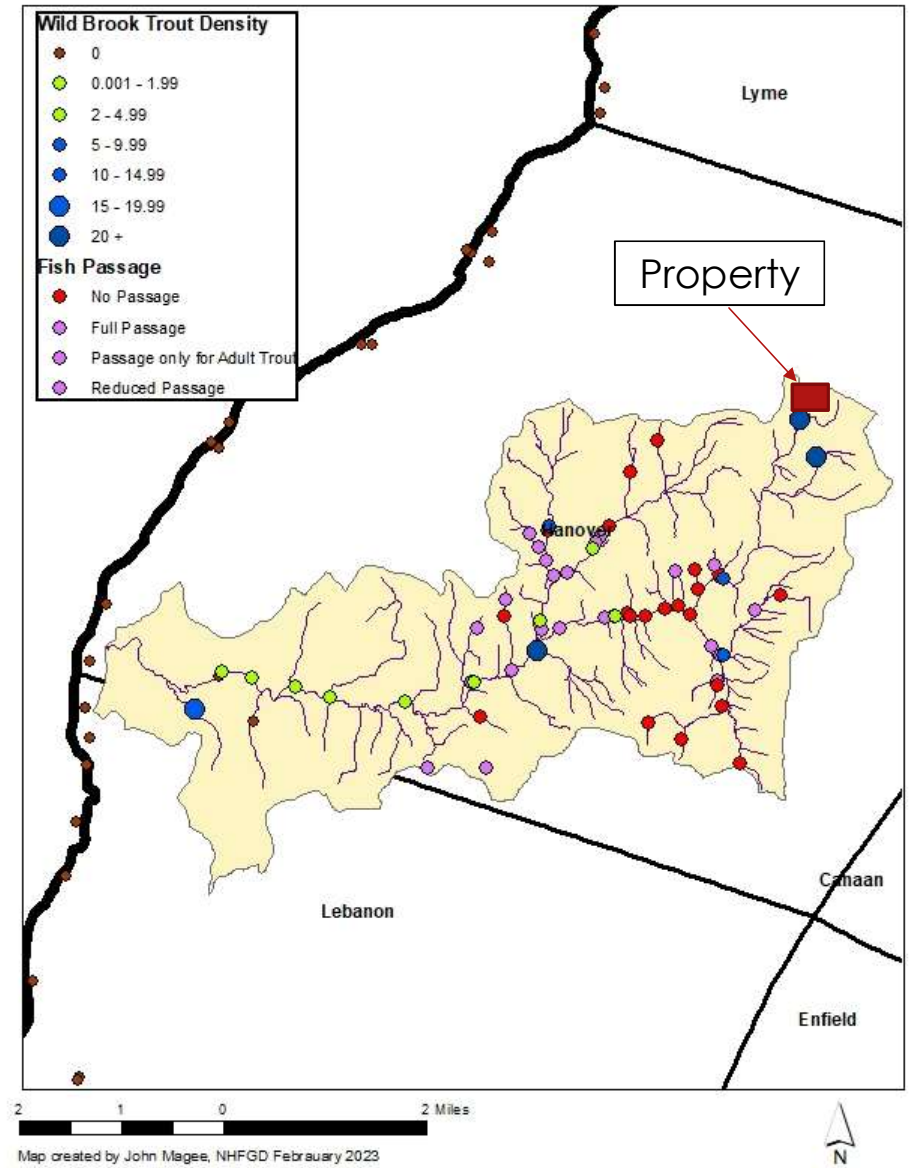 Wild Brook Trout Density
0
0.001 - 1.99
2 - 4.99
5 - 9.99
10 - 14.99
15 - 19.99
20 +
Fish Passage
No Passage
Full Passage
Passage only for Adult Trout
Reduced Passage
Lyme
Property
Hanover
Lebanon
Canaan
Enfield
2 1 0 2 Miles
Map created by John Magee, NHFGD Febrauary 2023
N